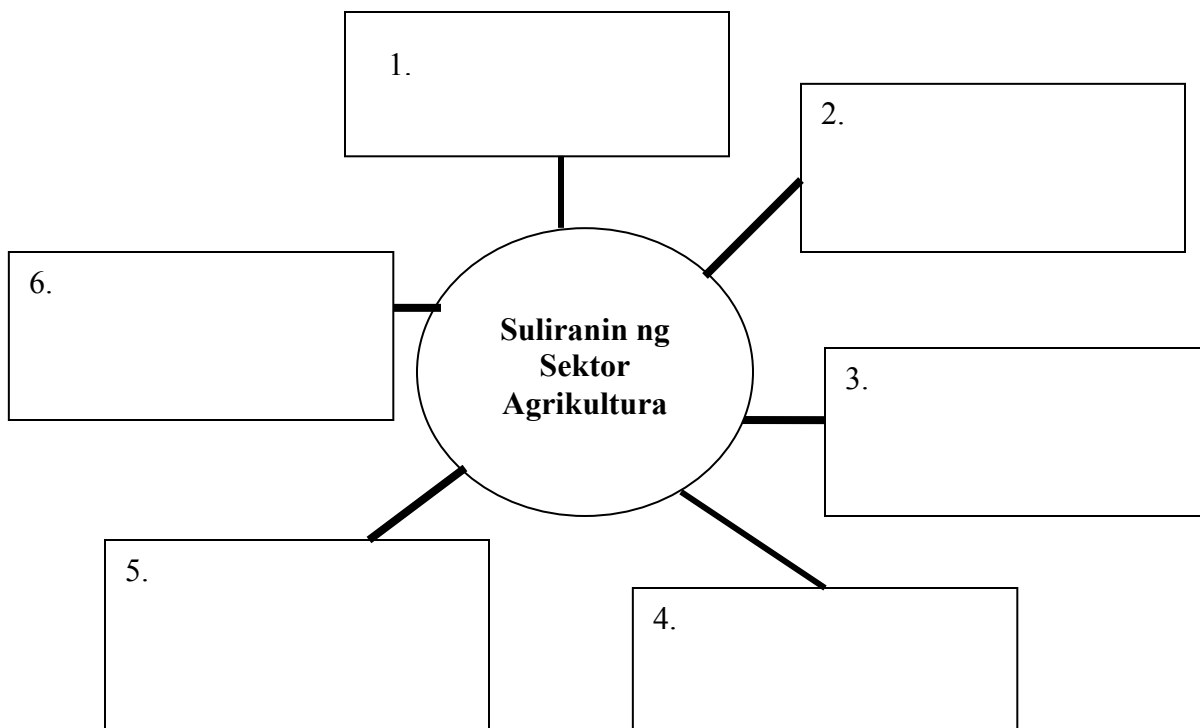 1.
2.
6.
Suliranin ng
Sektor
Agrikultura
3.
5.
4.